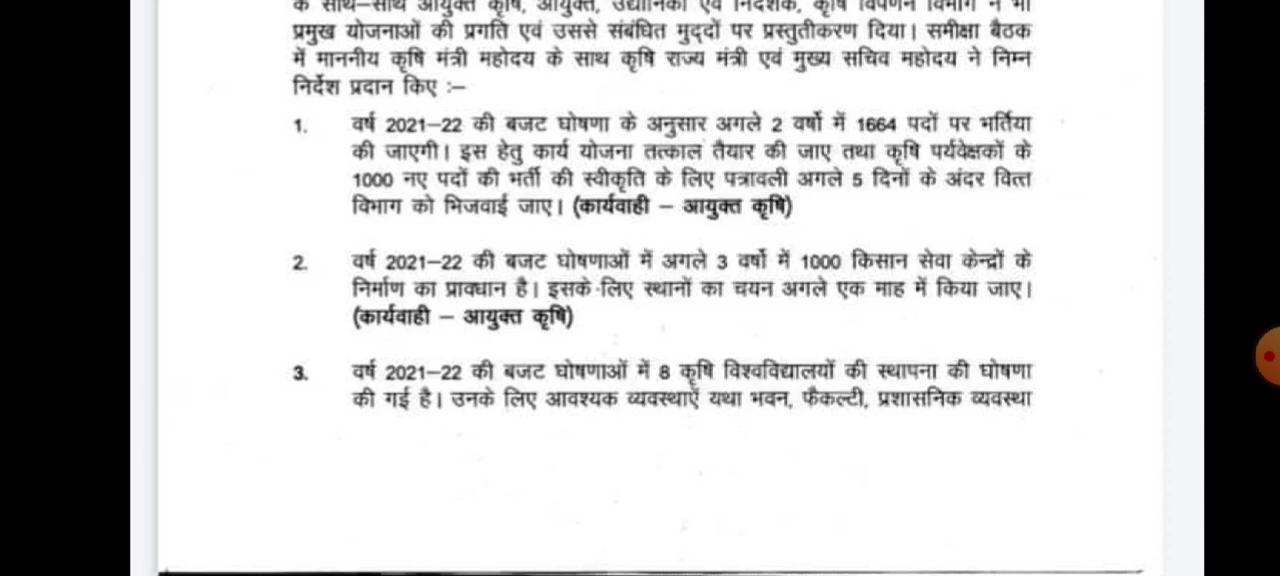 के साथ–साथ आयुक्त कृषि, आयुक्त, उद्यानिकी एवं निदेशक, कृषि विपणन विभाग ने भी
प्रमुख योजनाओं की प्रगति एवं उससे संबंधित मुद्दों पर प्रस्तुतीकरण दिया। समीक्षा बैठक
में माननीय कृषि मंत्री महोदय के साथ कृषि राज्य मंत्री एवं मुख्य सचिव महोदय ने निम्न
निर्देश प्रदान किए :–
1. वर्ष 2021–22 की बजट घोषणा के अनुसार अगले 2 वर्षो में 1664 पदों पर भर्तिया
की जाएगी। इस हेतु कार्य योजना तत्काल तैयार की जाए तथा कृषि पर्यवेक्षकों के
1000 नए पदों की भर्ती की स्वीकृति के लिए पत्रावली अगले 5 दिनों के अंदर वित्त
विभाग को भिजवाई जाए। (कार्यवाही – आयुक्त कृषि)
2. वर्ष 2021–22 की बजट घोषणाओं में अगले 3 वर्षो में 1000 किसान सेवा केन्द्रों के
निर्माण का प्रावधान है। इसके लिए स्थानों का चयन अगले एक माह में किया जाए।
(कार्यवाही – आयुक्त कृषि)
3. वर्ष 2021–22 की बजट घोषणाओं में 8 कृषि विश्वविद्यालयों की स्थापना की घोषणा
की गई है। उनके लिए आवश्यक व्यवस्थाऐं यथा भवन, फैकल्टी, प्रशासनिक व्यवस्था